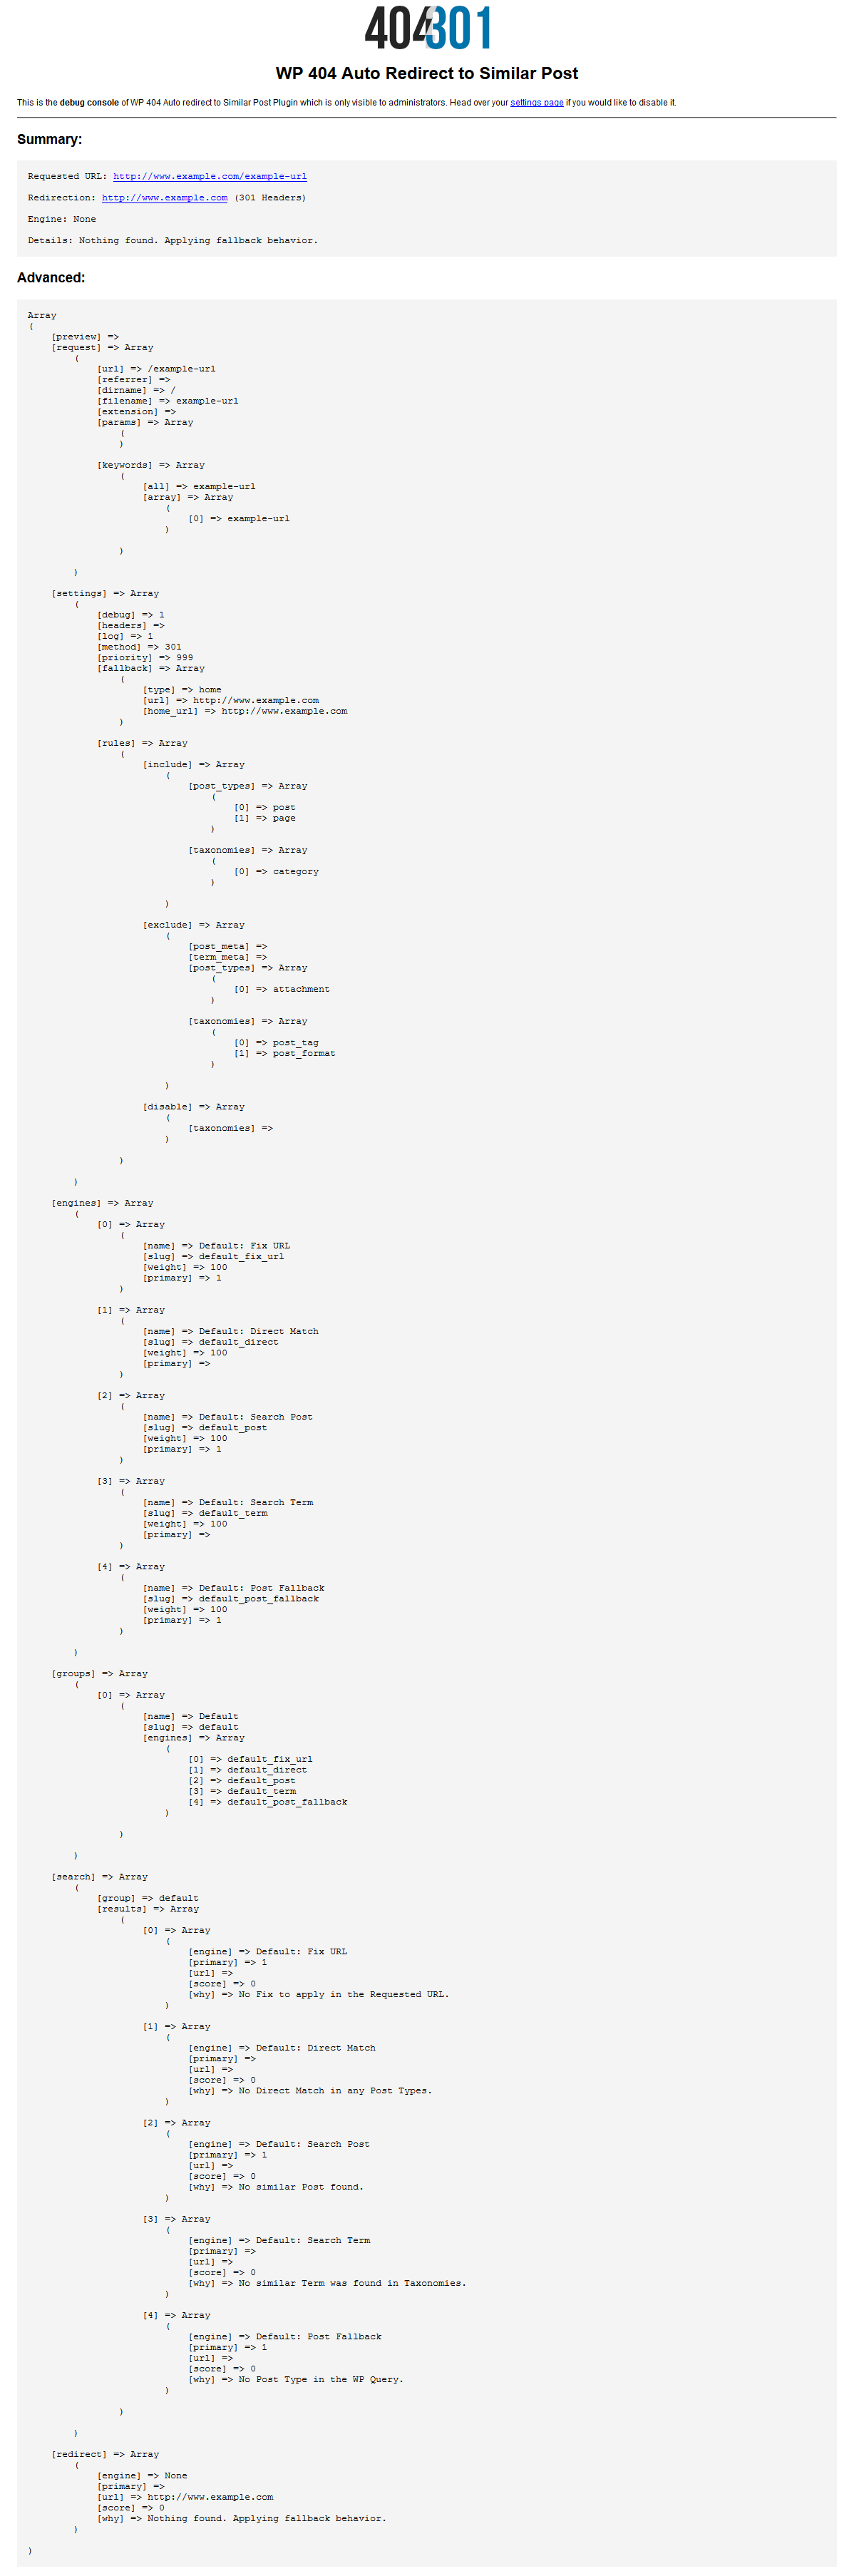 404301
WP 404 Auto Redirect to Similar Post
This is the debug console of WP 404 Auto redirect to Similar Post Plugin which is only visible to administrators. Head over your settings page if you would like to disable it.
Summary:
Requested URL: http://www.example.com/example-url
Redirection: http://www.example.com (301 Headers)
Engine: None
Details: Nothing found. Applying fallback behavior.
Advanced:
Array
(
[preview] =>
[request] => Array
(
[url] => /example-url
[referrer] =>
[dirname] => /
[filename] => example-url
[extension] =>
[params] => Array
(
)
[keywords] => Array
(
[all] => example-url
[array] => Array
(
[0] => example-url
)
)
)
[settings] => Array
(
[debug] => 1
[headers] =>
[log] => 1
[method] => 301
[priority] => 999
[fallback] => Array
(
[type] => home
[url] => http://www.example.com
[home_url] => http://www.example.com
)
[rules] => Array
(
[include] => Array
(
[post_types] => Array
(
[0] => post
[1] => page
)
[taxonomies] => Array
(
[0] => category
)
)
[exclude] => Array
(
[post_meta] =>
[term_meta] =>
[post_types] => Array
(
[0] => attachment
)
[taxonomies] => Array
(
[0] => post_tag
[1] => post_format
)
)
[disable] => Array
(
[taxonomies] =>
)
)
)
[engines] => Array
(
[0] => Array
(
[name] => Default: Fix URL
[slug] => default_fix_url
[weight] => 100
[primary] => 1
)
[1] => Array
(
[name] => Default: Direct Match
[slug] => default_direct
[weight] => 100
[primary] =>
)
[2] => Array
(
[name] => Default: Search Post
[slug] => default_post
[weight] => 100
[primary] => 1
)
[3] => Array
(
[name] => Default: Search Term
[slug] => default_term
[weight] => 100
[primary] =>
)
[4] => Array
(
[name] => Default: Post Fallback
[slug] => default_post_fallback
[weight] => 100
[primary] => 1
)
)
[groups] => Array
(
[0] => Array
(
[name] => Default
[slug] => default
[engines] => Array
(
[0] => default_fix_url
[1] => default_direct
[2] => default_post
[3] => default_term
[4] => default_post_fallback
)
)
)
[search] => Array
(
[group] => default
[results] => Array
(
[0] => Array
(
[engine] => Default: Fix URL
[primary] => 1
[url] =>
[score] => 0
[why] => No Fix to apply in the Requested URL.
)
[1] => Array
(
[engine] => Default: Direct Match
[primary] =>
[url] =>
[score] => 0
[why] => No Direct Match in any Post Types.
)
[2] => Array
(
[engine] => Default: Search Post
[primary] => 1
[url] =>
[score] => 0
[why] => No similar Post found.
)
[3] => Array
(
[engine] => Default: Search Term
[primary] =>
[url] =>
[score] => 0
[why] => No similar Term was found in Taxonomies.
)
[4] => Array
(
[engine] => Default: Post Fallback
[primary] => 1
[url] =>
[score] => 0
[why] => No Post Type in the WP Query.
)
)
)
[redirect] => Array
(
[engine] => None
[primary] =>
[url] => http://www.example.com
[score] => 0
[why] => Nothing found. Applying fallback behavior.
)
)